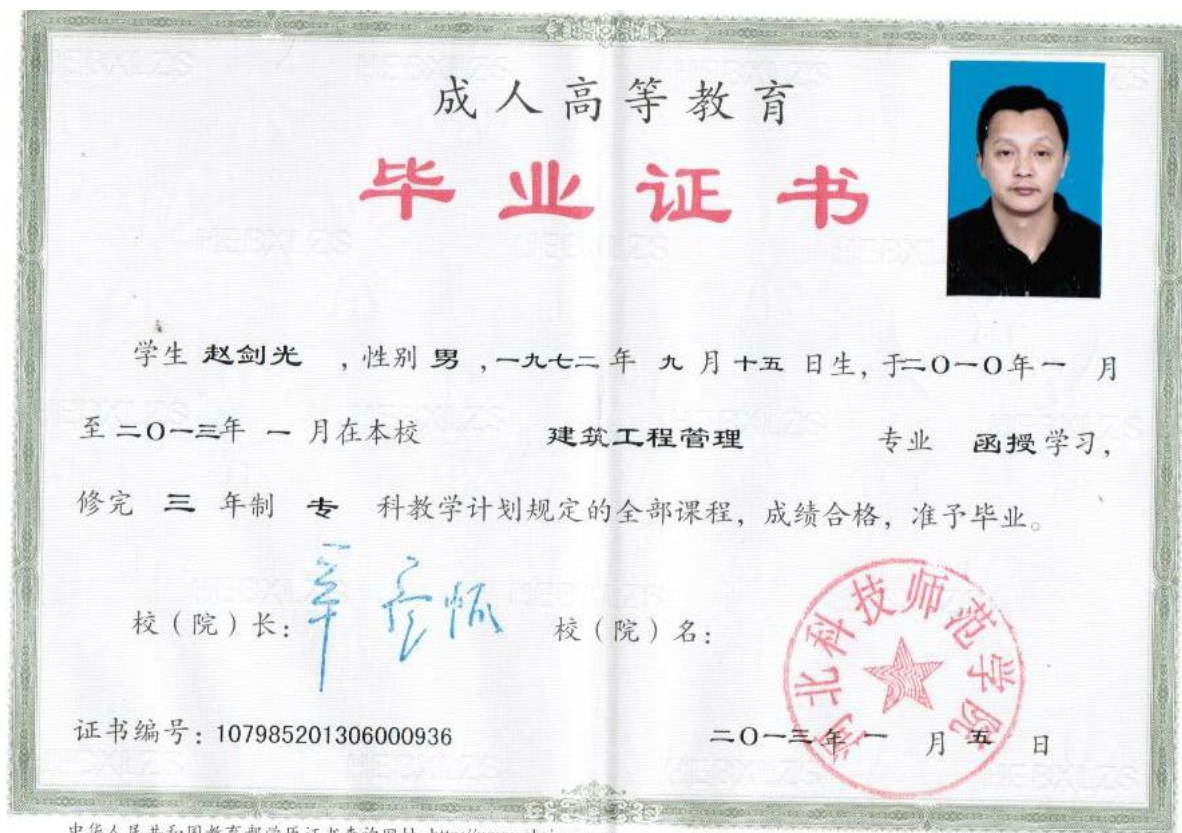 成人高等教育
毕业证书
学生 赵剑光 ，性别 男 ，一九七二 年 九 月 十五 日生，于二〇一〇年 一 月
至 二〇一三年 一 月在本校 建筑工程管理 专业 函授 学习，
修完 三 年制 专 科教学计划规定的全部课程，成绩合格，准予毕业。
校（院）长： 校（院）名：
河北科技师范学院
证书编号：107985201306000936
二〇一三年 一 月 五 日